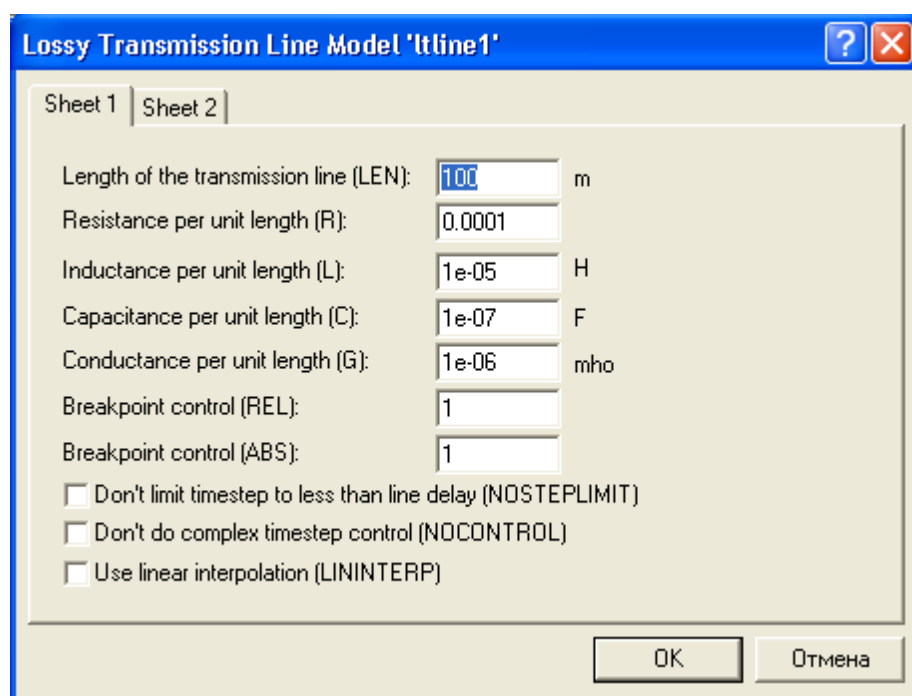 Lossy Transmission Line Model 'ltline1'
Sheet 1 Sheet 2
Length of the transmission line (LEN): 100 m
Resistance per unit length (R): 0.0001
Inductance per unit length (L): 1e-05 H
Capacitance per unit length (C): 1e-07 F
Conductance per unit length (G): 1e-06 mho
Breakpoint control (REL): 1
Breakpoint control (ABS): 1
Don't limit timestep to less than line delay (NOSTEPLIMIT)
Don't do complex timestep control (NOCONTROL)
Use linear interpolation (LININTERP)
OK Отмена